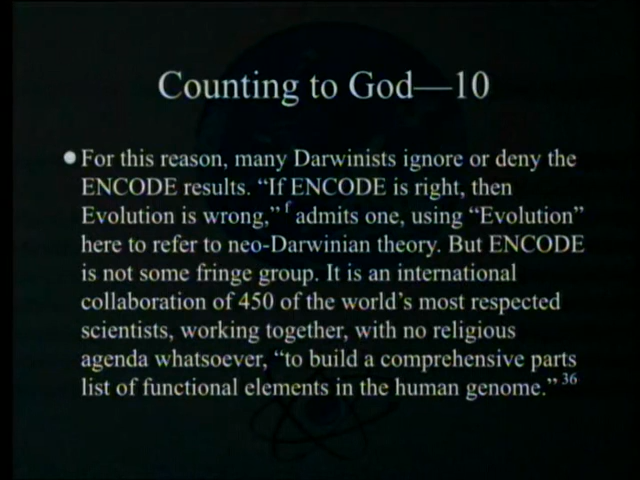 Counting to God—10
● For this reason, many Darwinists ignore or deny the
ENCODE results. “If ENCODE is right, then
Evolution is wrong,” f admits one, using “Evolution”
here to refer to neo-Darwinian theory. But ENCODE
is not some fringe group. It is an international
collaboration of 450 of the world’s most respected
scientists, working together, with no religious
agenda whatsoever, “to build a comprehensive parts
list of functional elements in the human genome.” 36